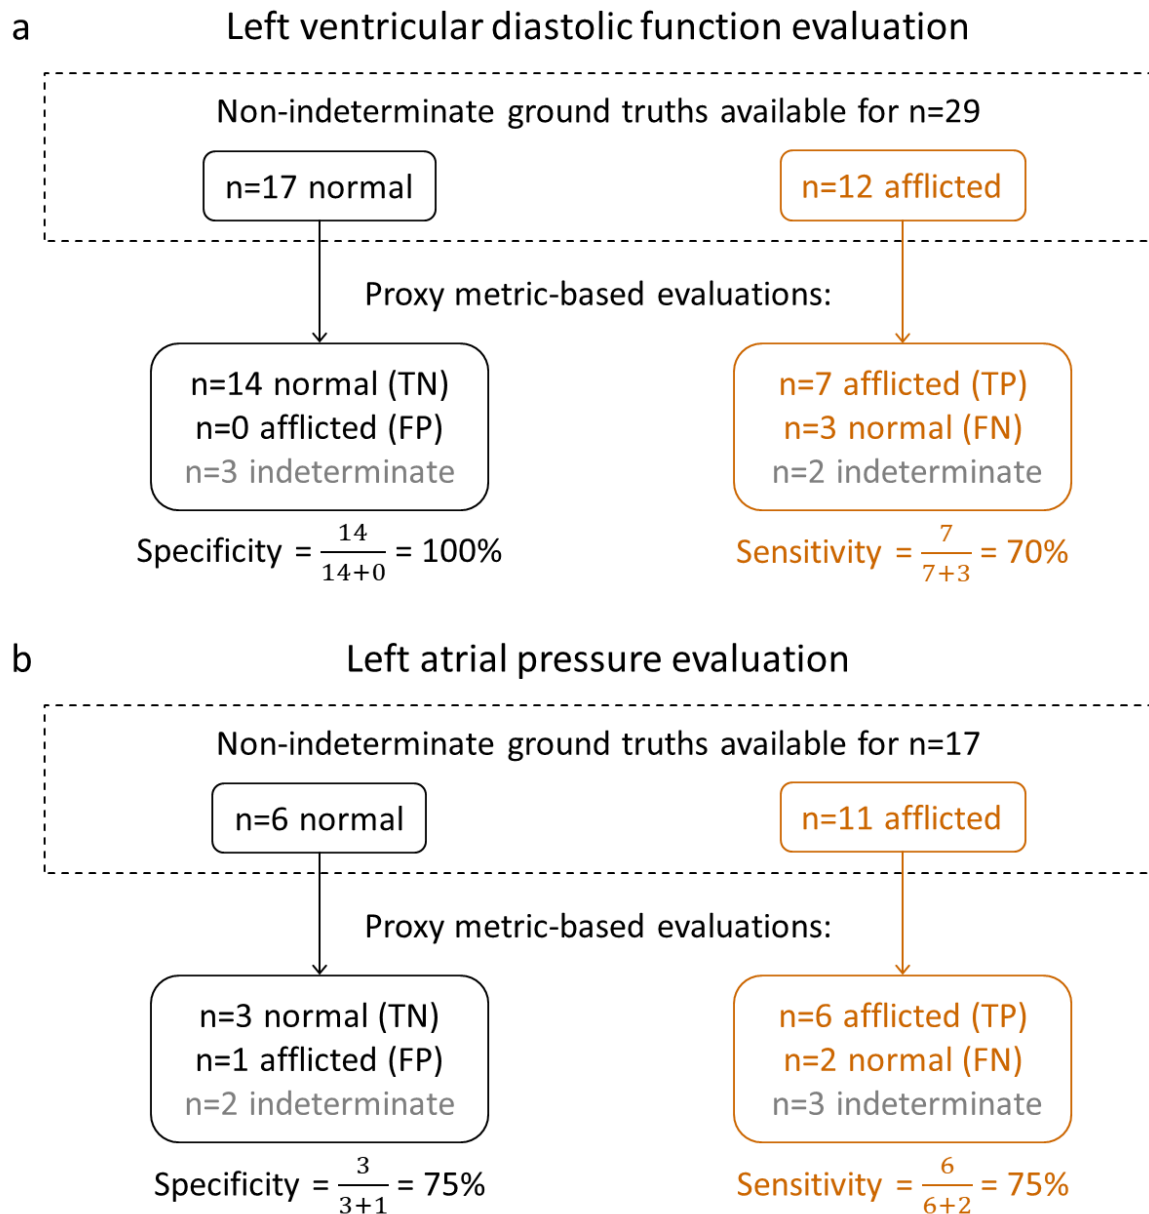 a
Left ventricular diastolic function evaluation
Non-indeterminate ground truths available for n=29
n=17 normal
n=12 afflicted
Proxy metric-based evaluations:
n=14 normal (TN)
n=0 afflicted (FP)
n=3 indeterminate
n=7 afflicted (TP)
n=3 normal (FN)
n=2 indeterminate
Specificity = 14/14+0 = 100%
Sensitivity = 7/7+3 = 70%
b
Left atrial pressure evaluation
Non-indeterminate ground truths available for n=17
n=6 normal
n=11 afflicted
Proxy metric-based evaluations:
n=3 normal (TN)
n=1 afflicted (FP)
n=2 indeterminate
n=6 afflicted (TP)
n=2 normal (FN)
n=3 indeterminate
Specificity = 3/3+1 = 75%
Sensitivity = 6/6+2 = 75%